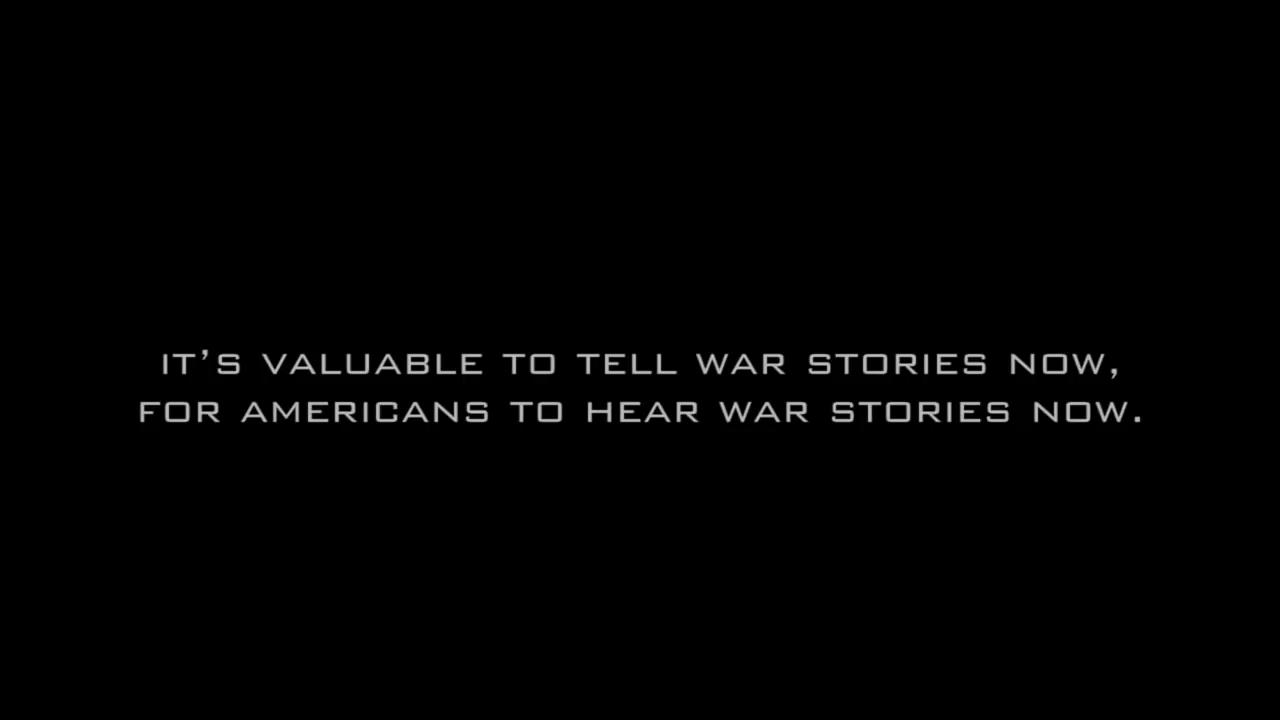 IT'S VALUABLE TO TELL WAR STORIES NOW,
FOR AMERICANS TO HEAR WAR STORIES NOW.